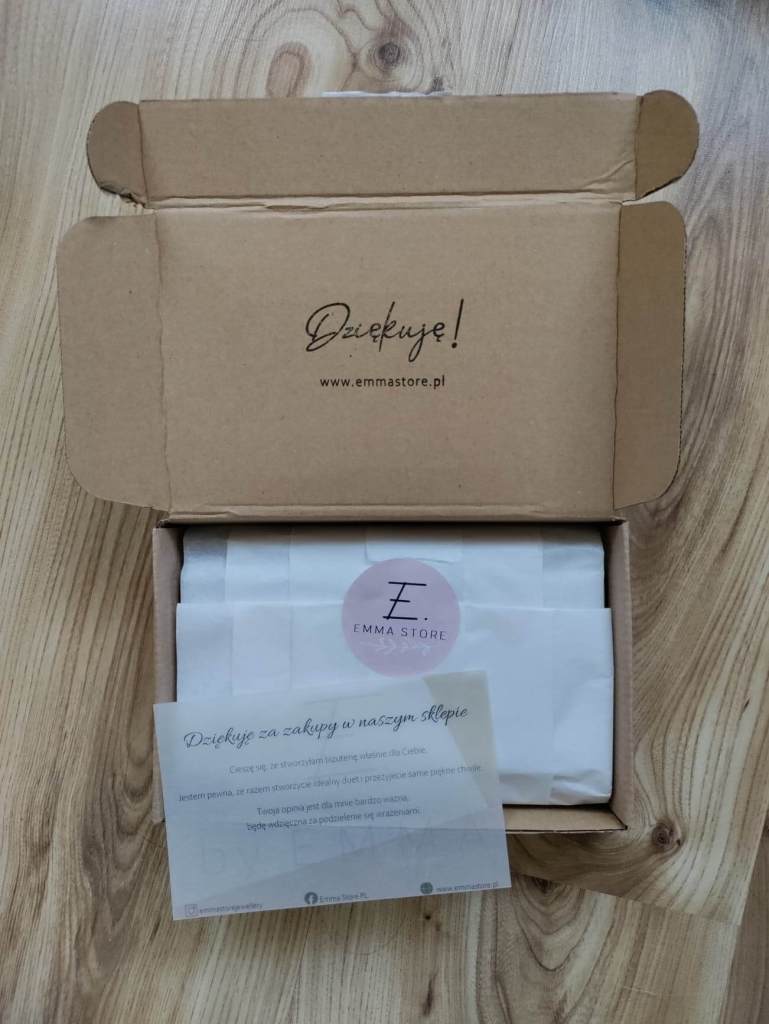 Dziękuję!
www.emmastore.pl
E.
EMMA STORE
Dziękuję za zakupy w naszym sklepie
Cieszę się, że stworzyłam biżuterię właśnie dla Ciebie.
Jestem pewna, że razem stworzycie idealny duet i przeżyjecie same piękne chwile.
Twoja opinia jest dla mnie bardzo ważna,
będę wdzięczna za podzielenie się wrażeniami.
emmastorejewellery
Emma Store.PL
www.emmastore.pl